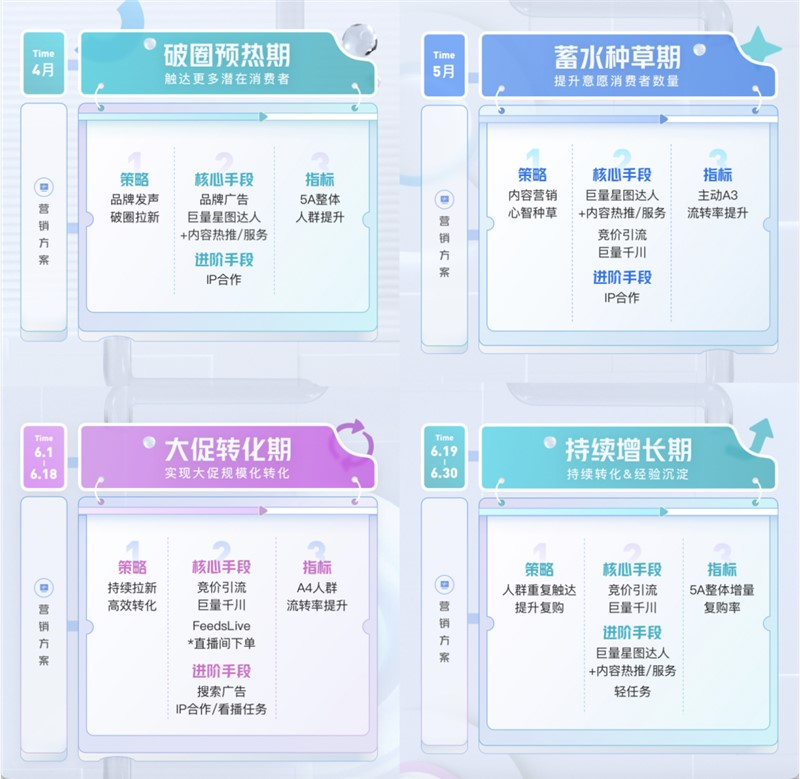 Time
4月
破圈预热期
触达更多潜在消费者
营销方案
1
策略
品牌发声
破圈拉新
2
核心手段
品牌广告
巨量星图达人
+内容热推/服务
进阶手段
IP合作
3
指标
5A整体
人群提升
Time
5月
蓄水种草期
提升意愿消费者数量
营销方案
1
策略
内容营销
心智种草
2
核心手段
巨量星图达人
+内容热推/服务
竞价引流
巨量千川
进阶手段
IP合作
3
指标
主动A3
流转率提升
Time
6.1
-
6.18
大促转化期
实现大促规模化转化
营销方案
1
策略
持续拉新
高效转化
2
核心手段
竞价引流
巨量千川
FeedsLive
*直播间下单
进阶手段
搜索广告
IP合作/看播任务
3
指标
A4人群
流转率提升
Time
6.19
-
6.30
持续增长期
持续转化&经验沉淀
营销方案
1
策略
人群重复触达
提升复购
2
核心手段
竞价引流
巨量千川
进阶手段
巨量星图达人
+内容热推/服务
轻任务
3
指标
5A整体增量
复购率